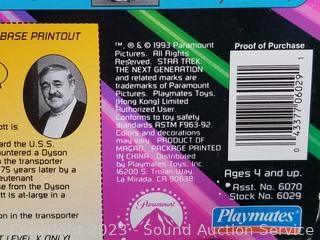 BASE PRINTOUT
ott is
ard the U.S.S.
untered a Dyson
n the transporter
75 years later by a
eutenant
se from the Dyson
t is at-large in a
on in the transporter
T LEVEL X ONLY!
™, ® & © 1993 Paramount
Pictures. All Rights
Reserved. STAR TREK:
THE NEXT GENERATION
and related marks are
trademarks of Paramount
Pictures. Playmates Toys,
(Hong Kong) Limited
Authorized User.
Conforms to toy safety
standards ASTM F963-92
Colors and decorations
may vary. PRODUCT OF
MACAO. PACKAGE PRINTED
IN CHINA. Distributed
by Playmates Toys, Inc.
16200 S. Trojan Way,
La Mirada, CA 90638.
Paramount
Proof of Purchase
0 43377 06029 1
Ages 4 and up.
Asst. No. 6070
Stock No. 6029
Playmates
2023 - Sound Auction Service